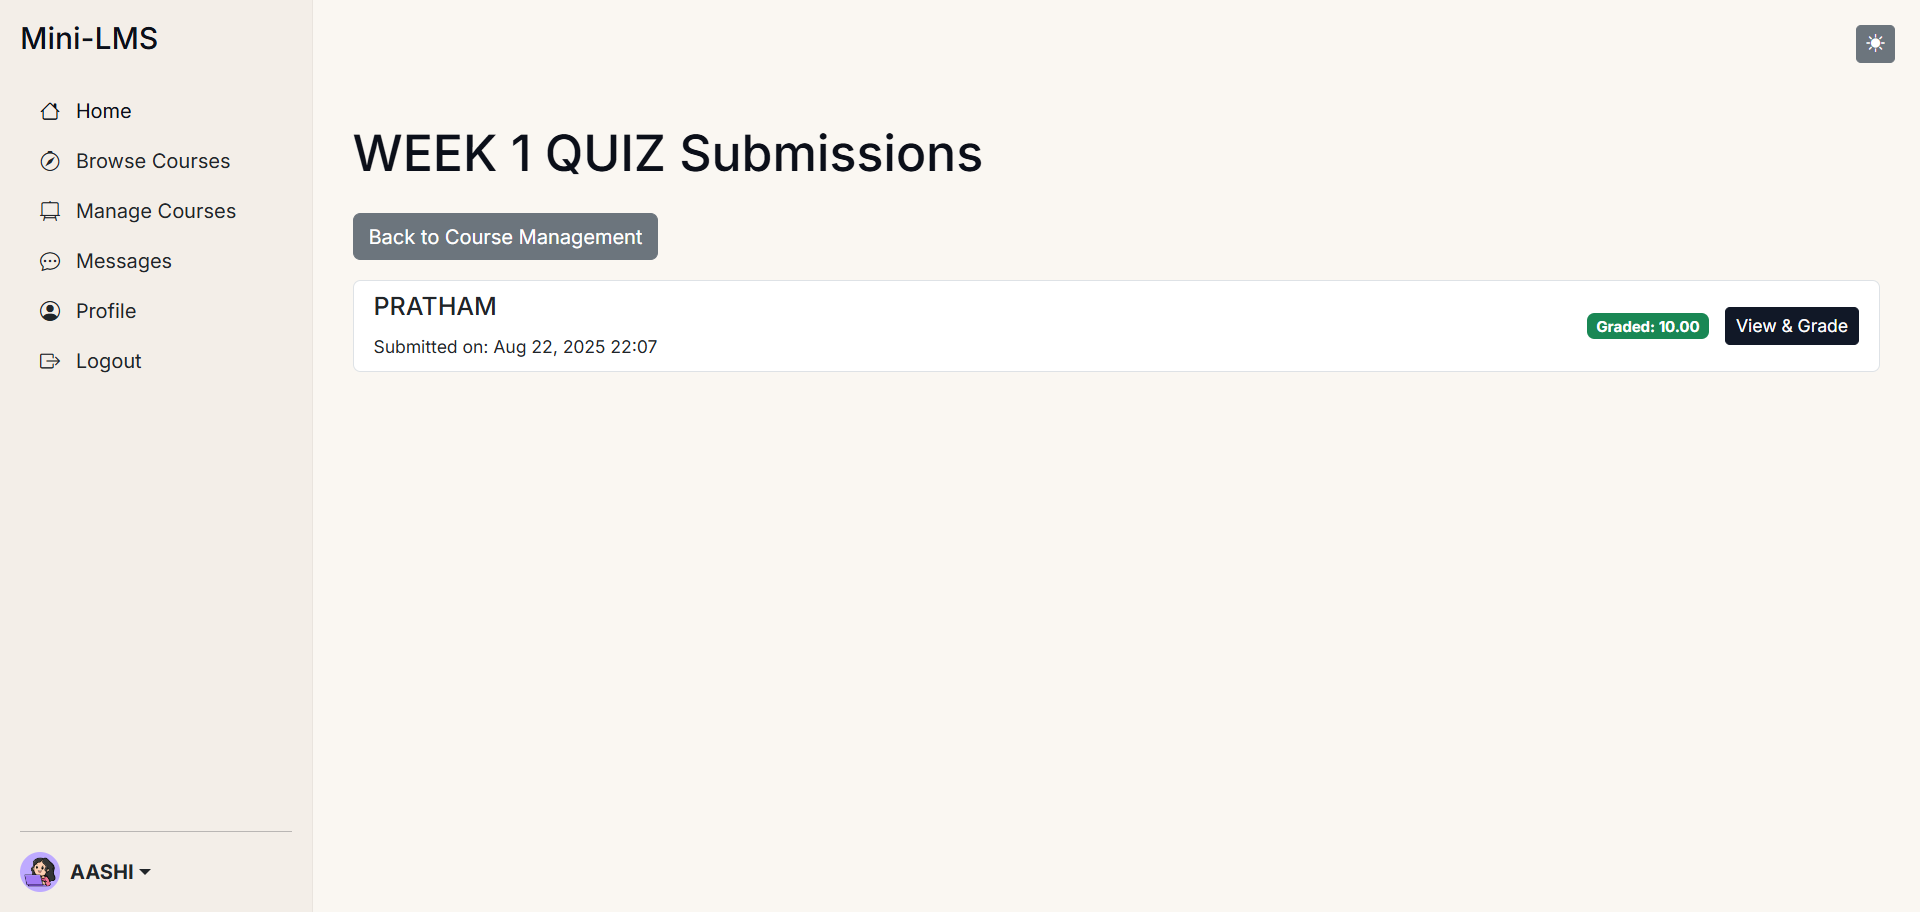 Mini-LMS
Home
Browse Courses
Manage Courses
Messages
Profile
Logout
AASHI
WEEK 1 QUIZ Submissions
Back to Course Management
PRATHAM
Submitted on: Aug 22, 2025 22:07
Graded: 10.00
View & Grade